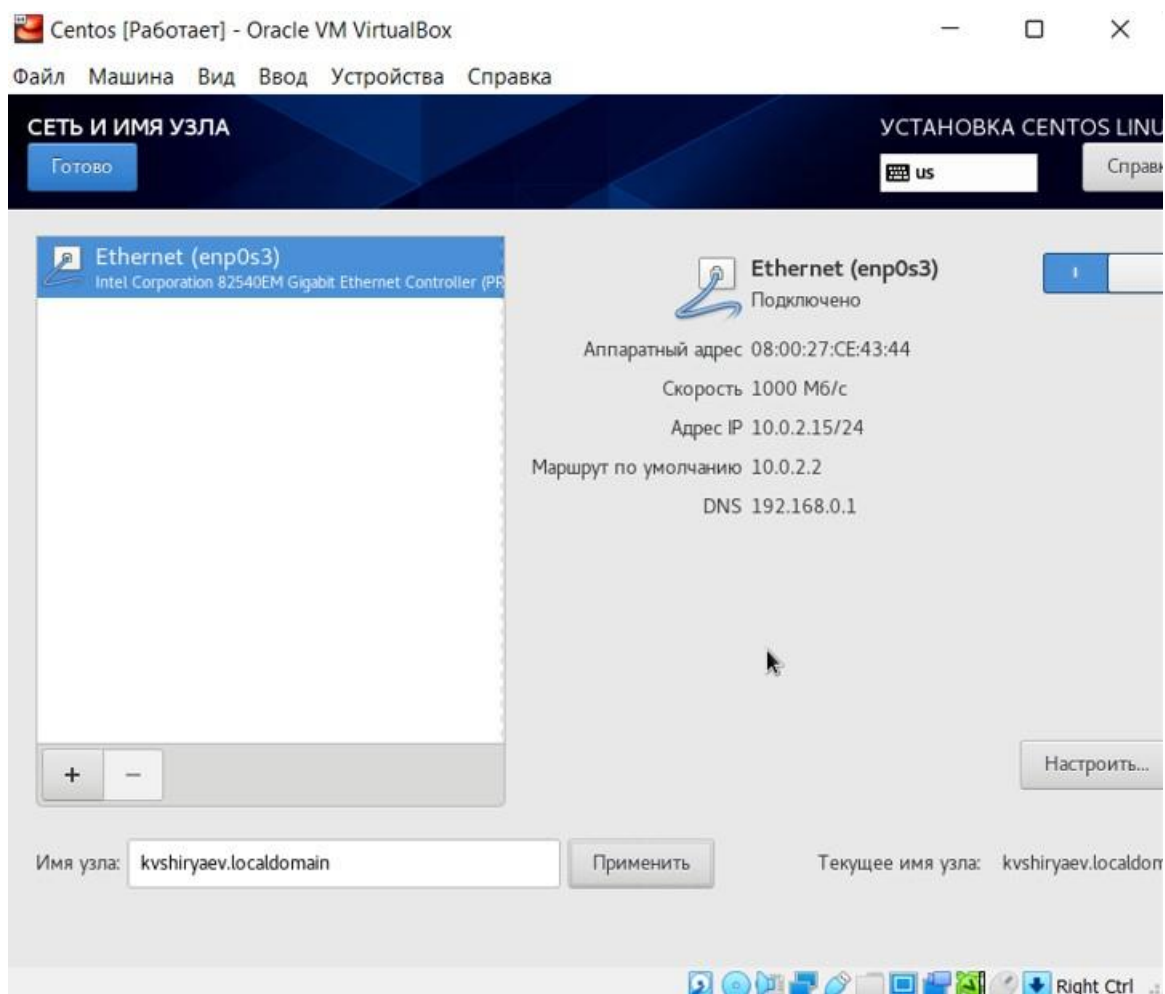 Centos [Работает] - Oracle VM VirtualBox
Файл Машина Вид Ввод Устройства Справка
СЕТЬ И ИМЯ УЗЛА
УСТАНОВКА CENTOS LINU
Готово
us
Справк
Ethernet (enp0s3)
Intel Corporation 82540EM Gigabit Ethernet Controller (PR
Ethernet (enp0s3)
Подключено
Аппаратный адрес 08:00:27:CE:43:44
Скорость 1000 Мб/с
Адрес IP 10.0.2.15/24
Маршрут по умолчанию 10.0.2.2
DNS 192.168.0.1
+ −
Настроить...
Имя узла: kvshiryaev.localdomain
Применить
Текущее имя узла: kvshiryaev.localdom
Right Ctrl